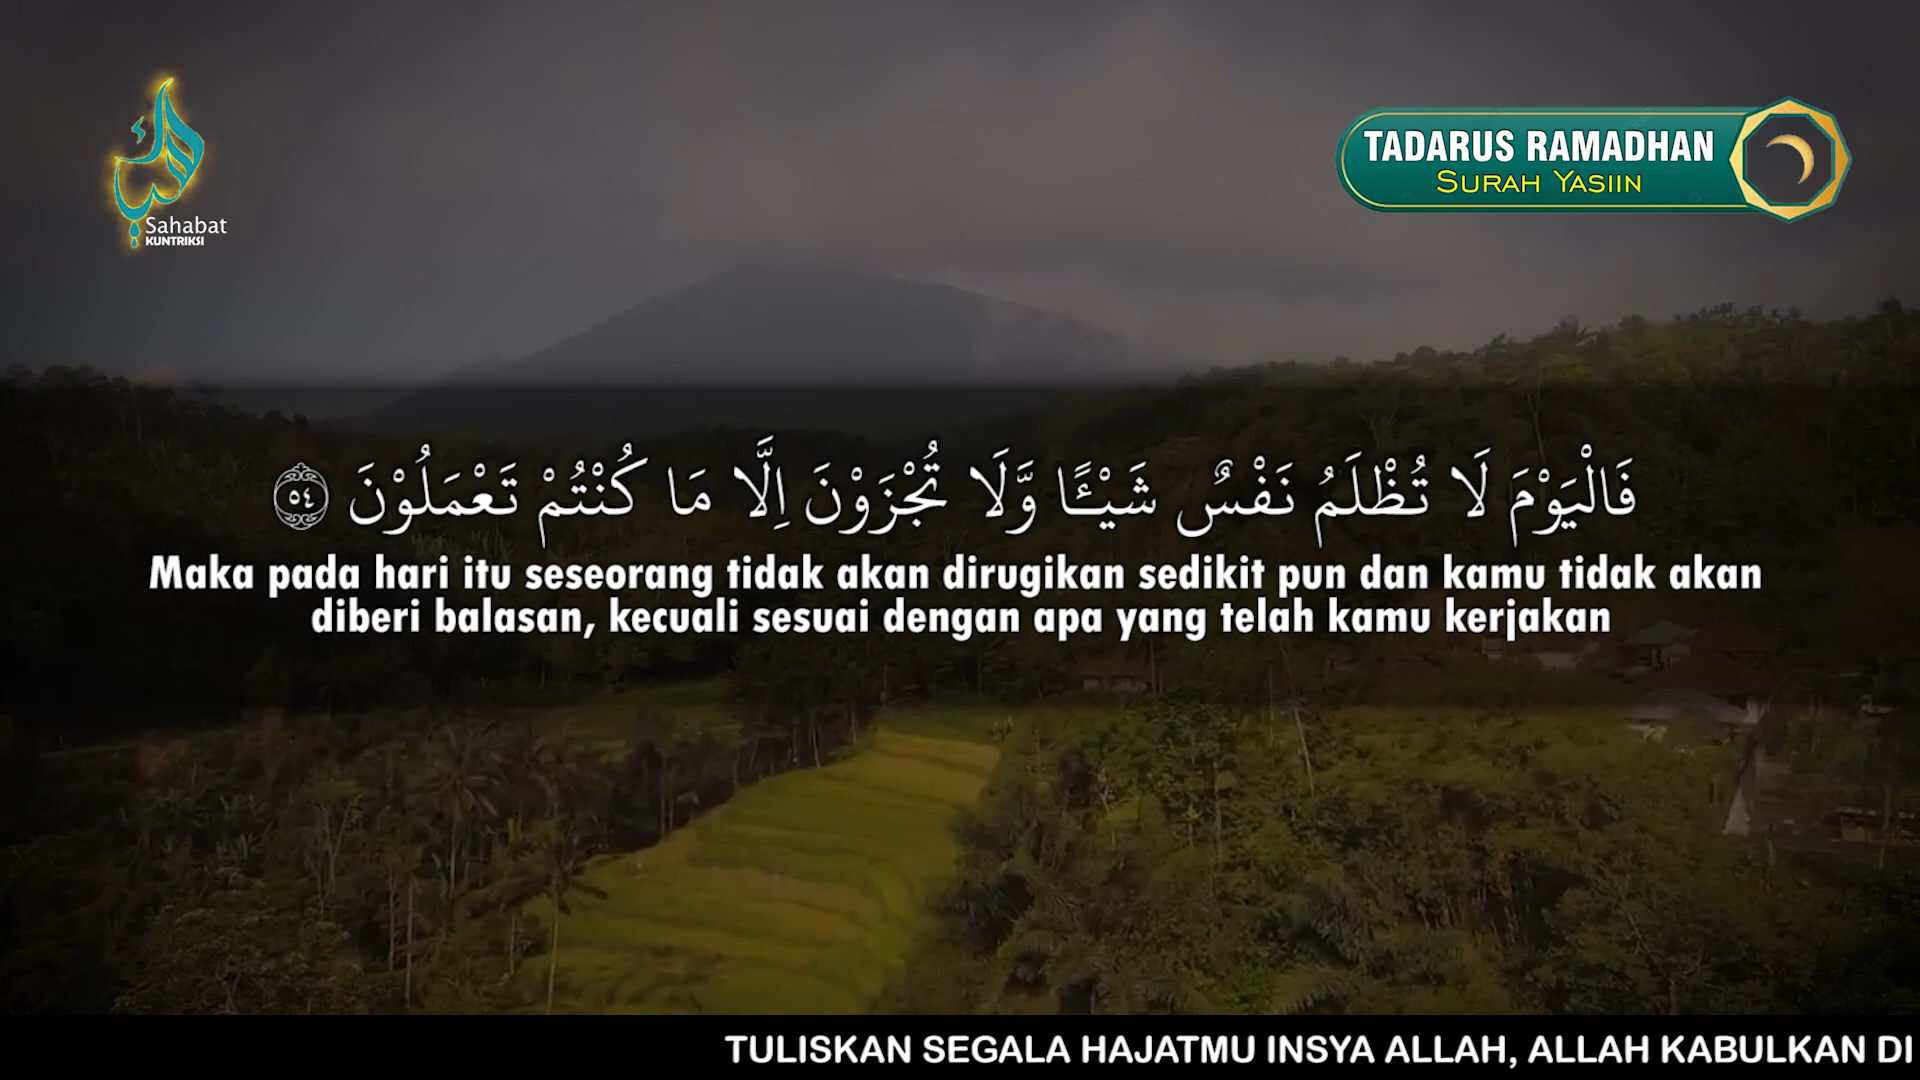 Sahabat
KUNTRIKSI
TADARUS RAMADHAN
SURAH YASIIN
فَالْيَوْمَ لَا تُظْلَمُ نَفْسٌ شَيْـًٔا وَّلَا تُجْزَوْنَ اِلَّا مَا كُنْتُمْ تَعْمَلُوْنَ ٥٤
Maka pada hari itu seseorang tidak akan dirugikan sedikit pun dan kamu tidak akan
diberi balasan, kecuali sesuai dengan apa yang telah kamu kerjakan
TULISKAN SEGALA HAJATMU INSYA ALLAH, ALLAH KABULKAN DI